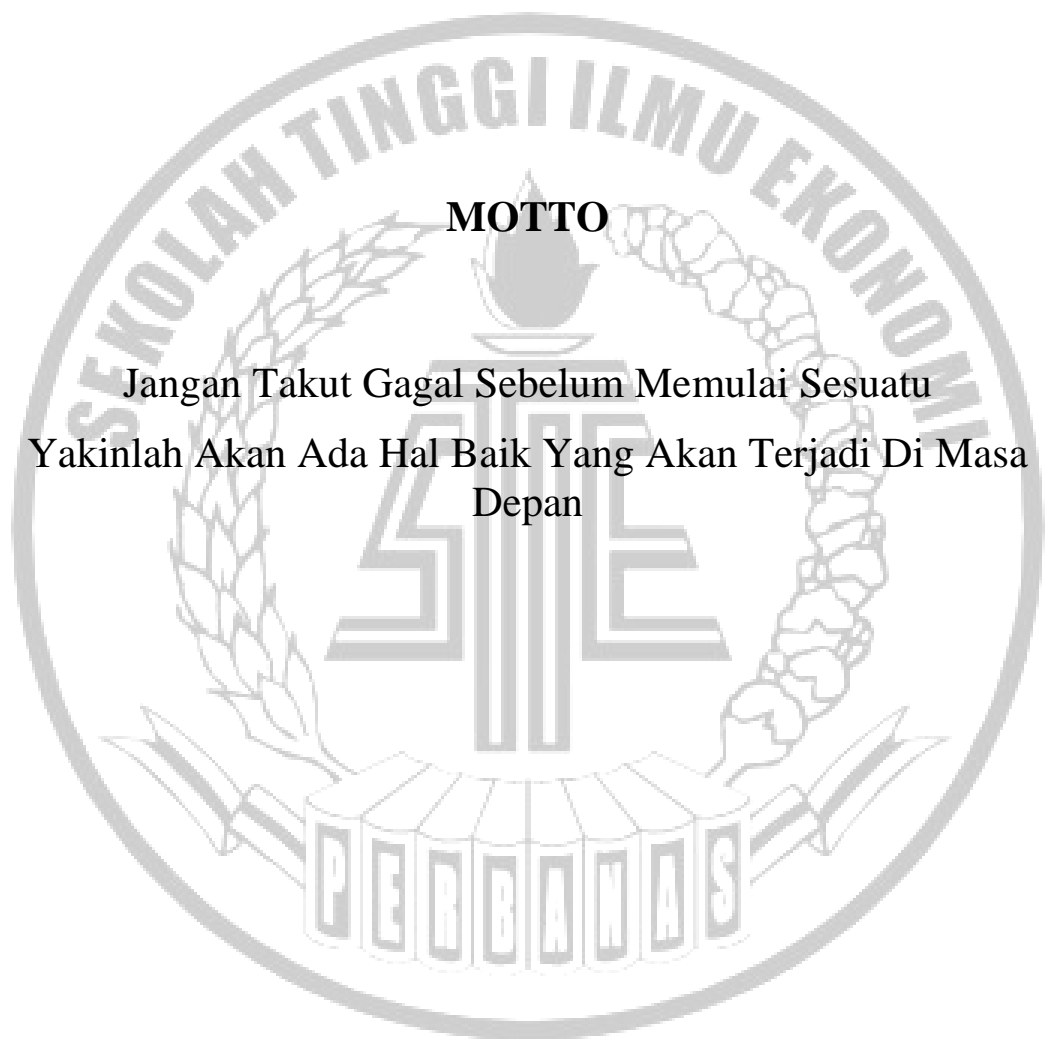 SEKOLAH TINGGI ILMU EKONOMI
MOTTO
Jangan Takut Gagal Sebelum Memulai Sesuatu
Yakinlah Akan Ada Hal Baik Yang Akan Terjadi Di Masa
Depan
STIE
PERBANAS